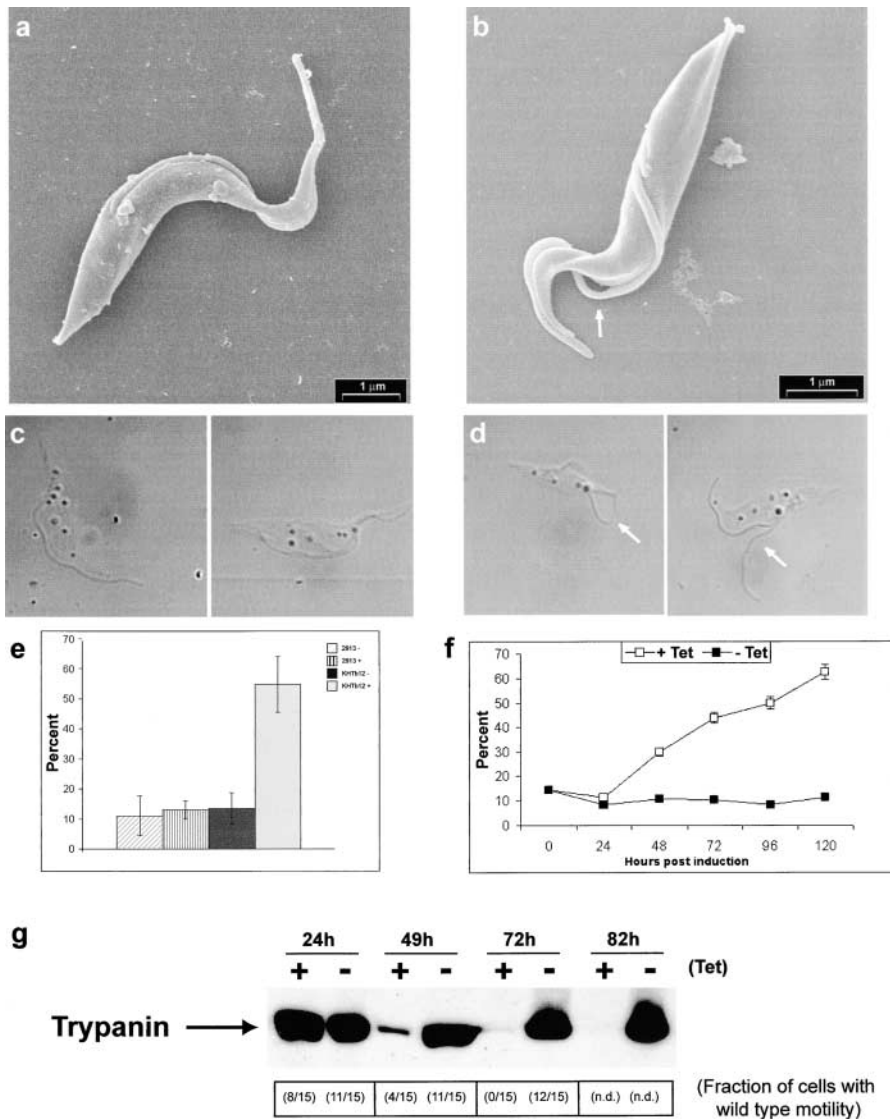 a
b
1 μm
1 μm
c
d
e
70
60
50
40
30
20
10
0
Percent
2913 -
2913 +
KHTb12 -
KHTb12 +
f
+ Tet - Tet
70
60
50
40
30
20
10
0
Percent
0 24 48 72 96 120
Hours post induction
g
24h 49h 72h 82h
+ - + - + - + - (Tet)
Trypanin
(8/15) (11/15) (4/15) (11/15) (0/15) (12/15) (n.d.) (n.d.)
(Fraction of cells with
wild type motility)